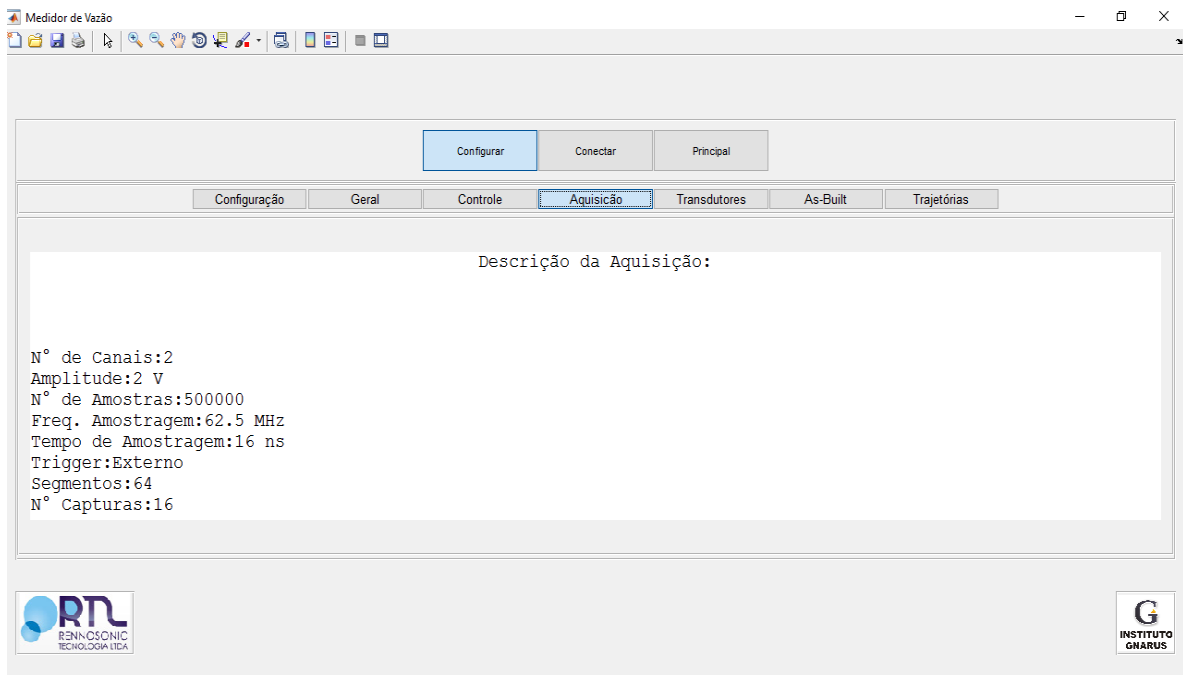 Medidor de Vazão
Configurar Conectar Principal
Configuração Geral Controle Aquisicão Transdutores As-Built Trajetórias
Descrição da Aquisição:
N° de Canais:2
Amplitude:2 V
N° de Amostras:500000
Freq. Amostragem:62.5 MHz
Tempo de Amostragem:16 ns
Trigger:Externo
Segmentos:64
N° Capturas:16
RTL
RENNOSONIC
TECNOLOGIA LTDA
G
INSTITUTO
GNARUS